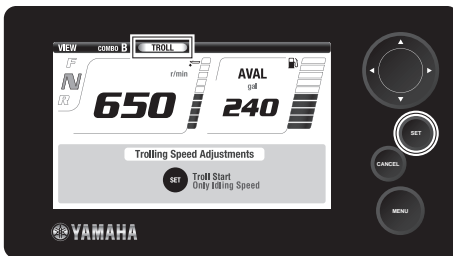 VIEW COMBO B TROLL
F
N
R
r/min
650
AVAL
gal
240
Trolling Speed Adjustments
SET Troll Start
Only Idling Speed
SET
CANCEL
MENU
YAMAHA